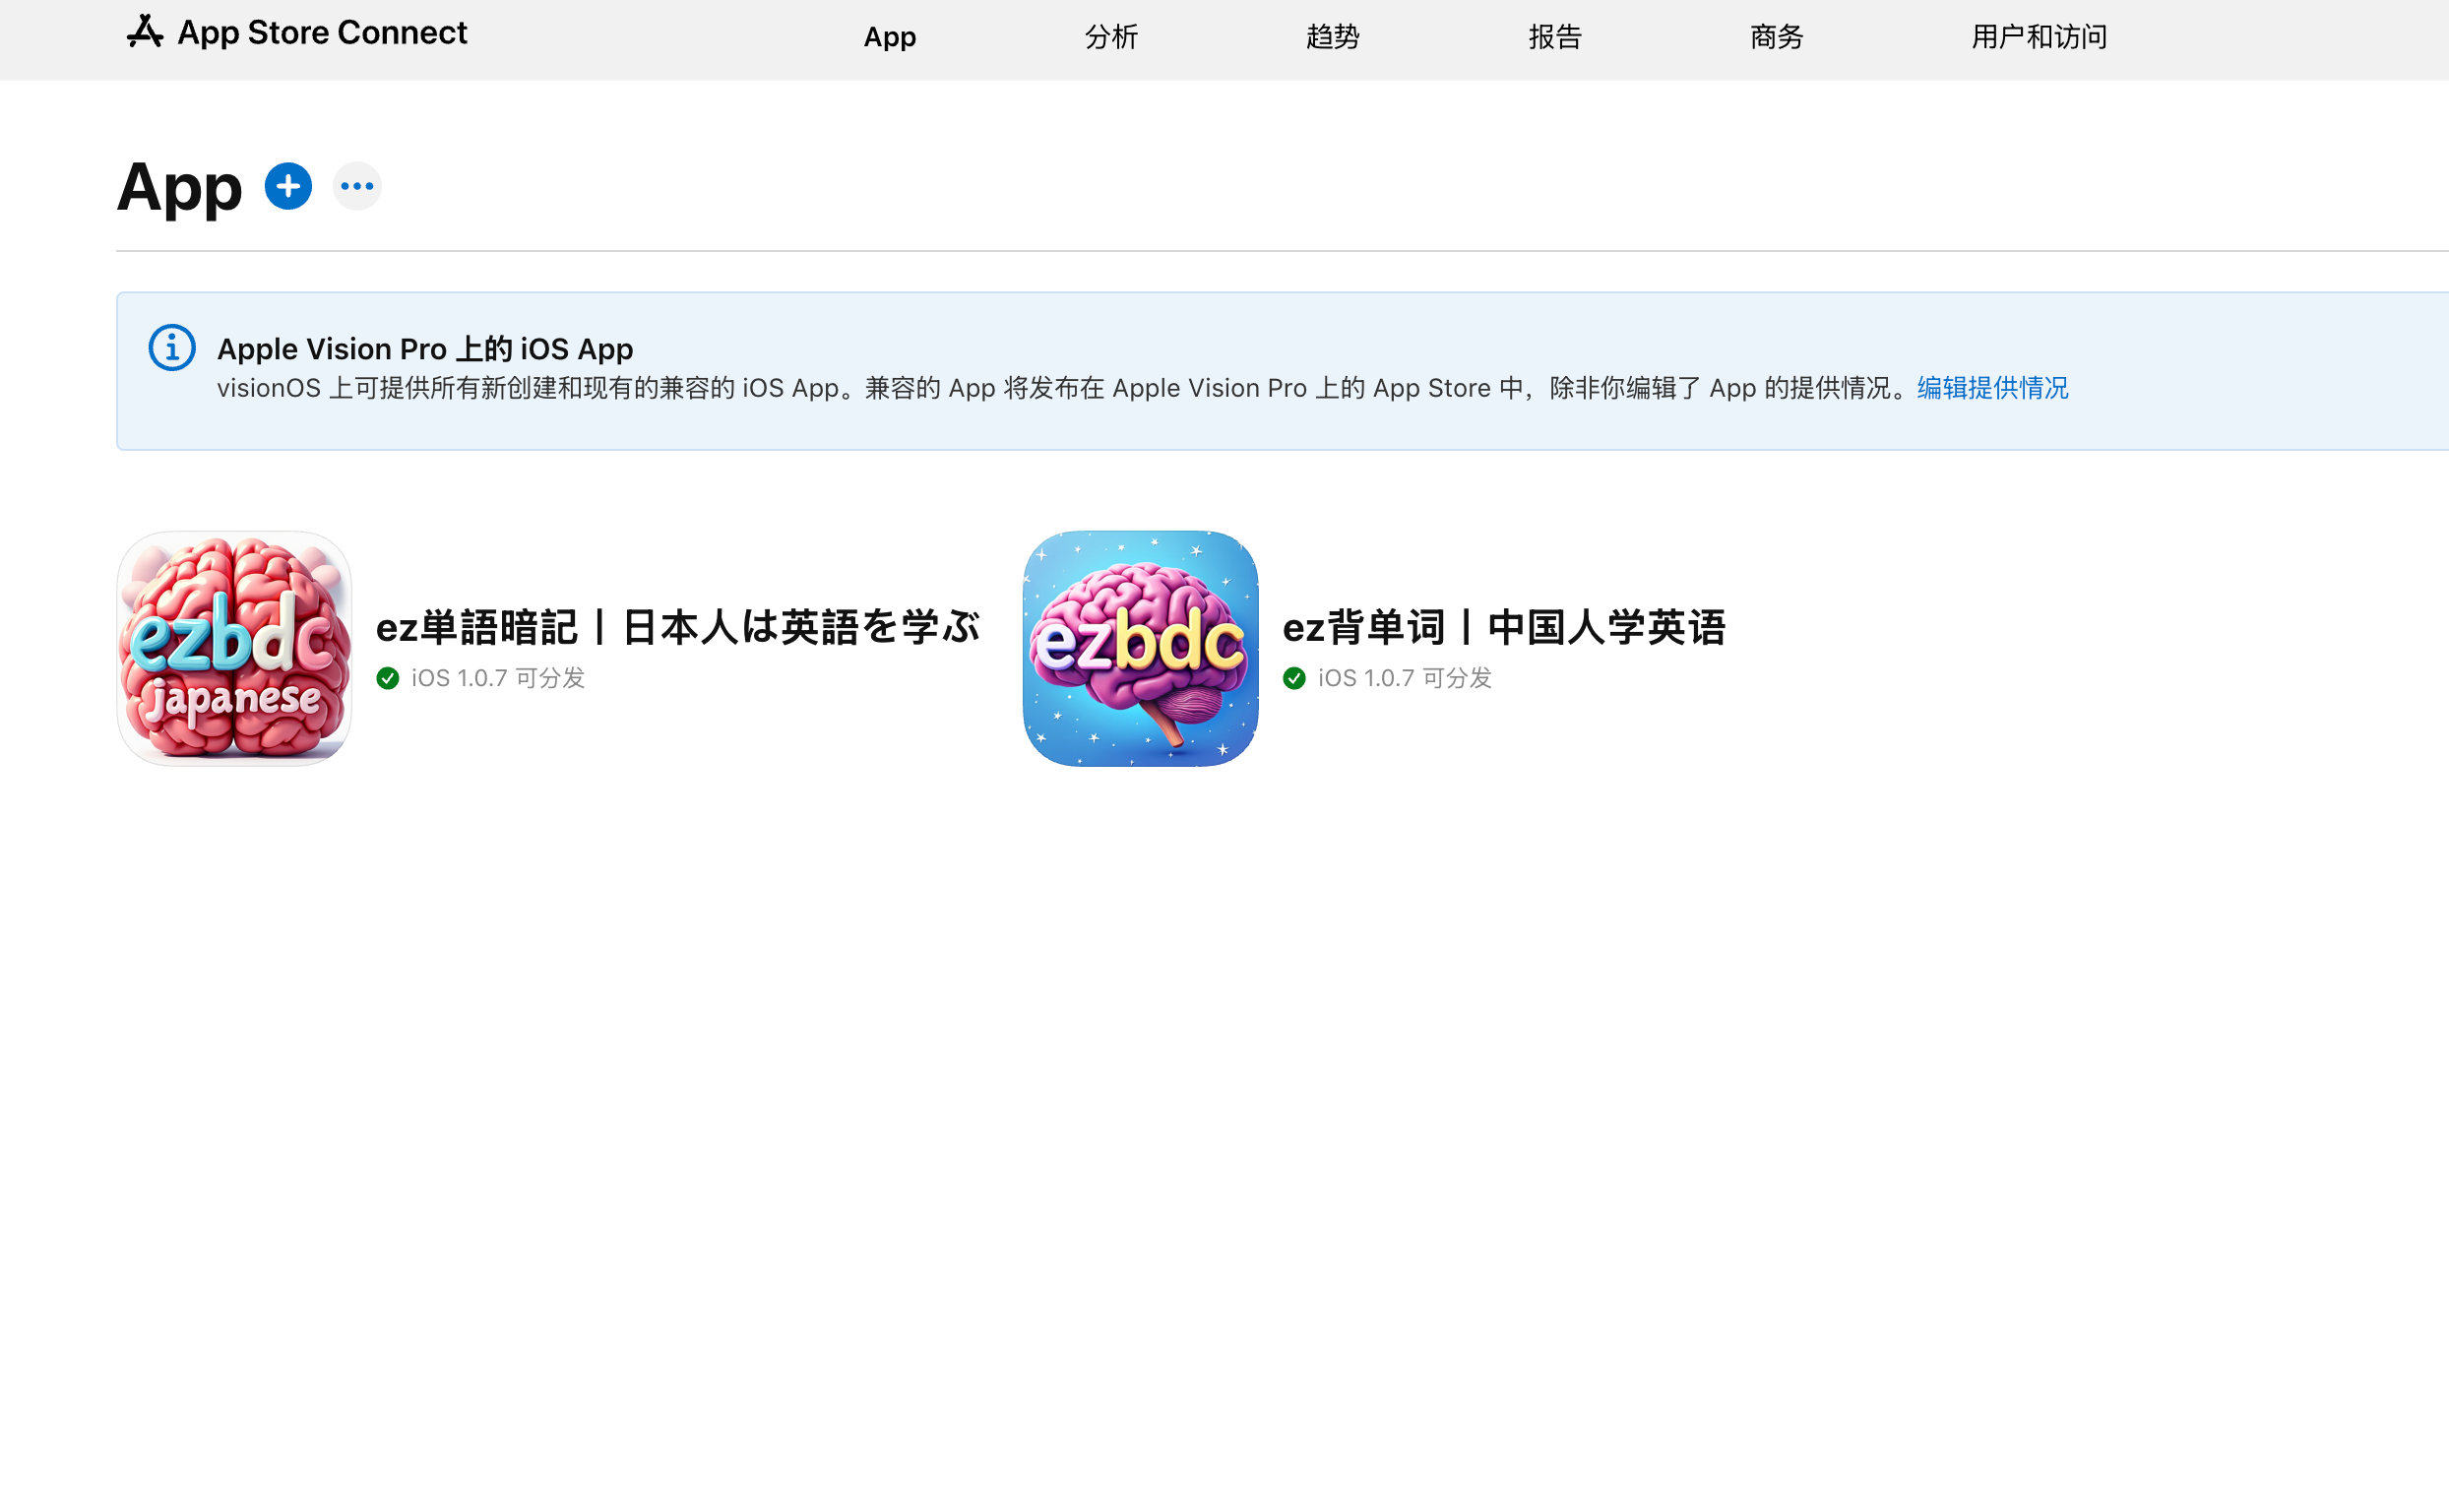 App Store Connect
App
分析
趋势
报告
商务
用户和访问
App
Apple Vision Pro 上的 iOS App
visionOS 上可提供所有新创建和现有的兼容的 iOS App。兼容的 App 将发布在 Apple Vision Pro 上的 App Store 中，除非你编辑了 App 的提供情况。编辑提供情况
ezbdc
japanese
ez单語暗記丨日本人は英語を学ぶ
iOS 1.0.7 可分发
ezbdc
ez背单词丨中国人学英语
iOS 1.0.7 可分发